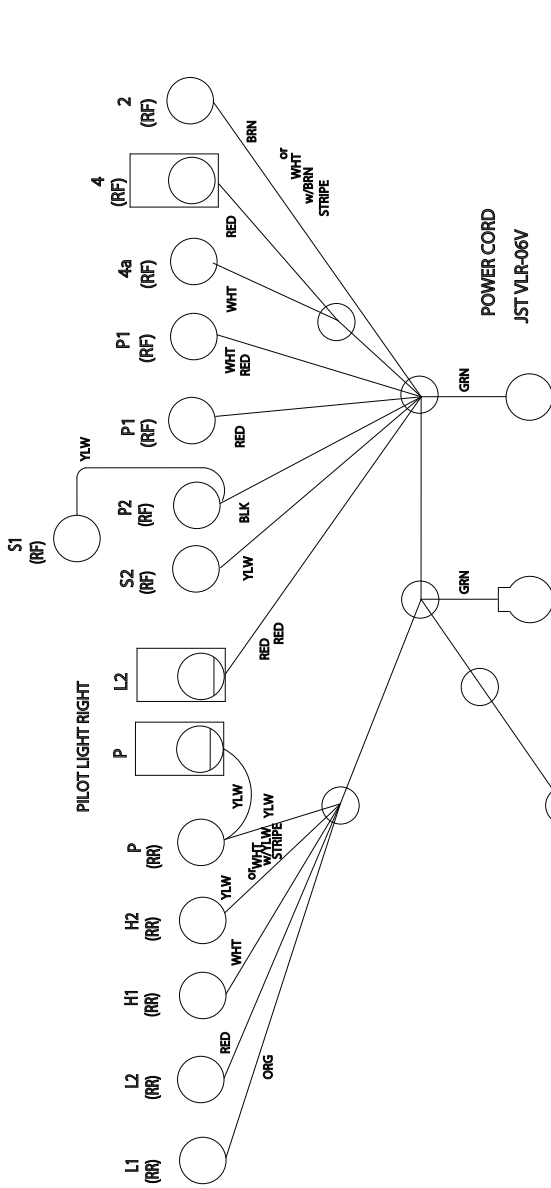 2
(RF)
BRN
or
WHT
w/BRN
STRIPE
4
(RF)
RED
4a
(RF)
WHT
P1
(RF)
WHT
RED
P1
(RF)
RED
YLW
S1
(RF)
P2
(RF)
BLK
S2
(RF)
YLW
L2
RED
RED
PILOT LIGHT RIGHT
P
YLW
YLW
P
(RR)
orWHT
w/YLW
STRIPE
H2
(RR)
YLW
H1
(RR)
WHT
L2
(RR)
RED
L1
(RR)
ORG
POWER CORD
JST VLR-06V
GRN
GRN